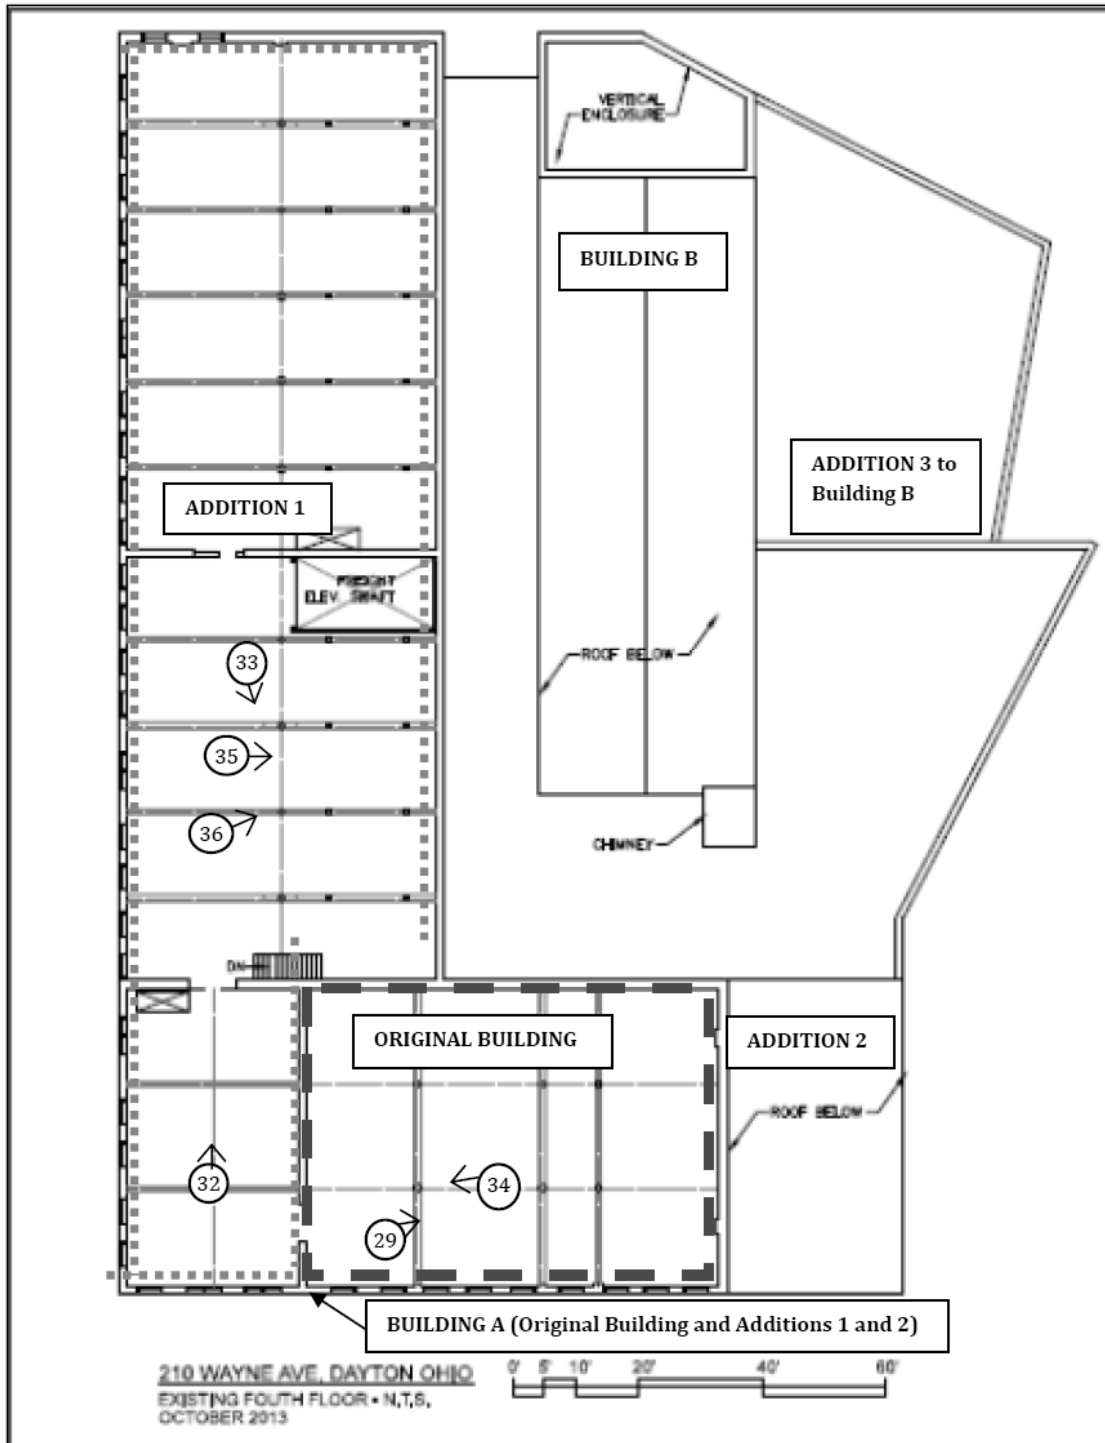 VERTICAL
ENCLOSURE
BUILDING B
ADDITION 3 to
Building B
ADDITION 1
FREIGHT
ELEV. SHAFT
33
ROOF BELOW
35
36
CHIMNEY
DN
ORIGINAL BUILDING
ADDITION 2
ROOF BELOW
32
34
29
BUILDING A (Original Building and Additions 1 and 2)
210 WAYNE AVE, DAYTON OHIO
EXISTING FOUTH FLOOR • N.T.S.
OCTOBER 2013
0' 5' 10' 20' 40' 60'